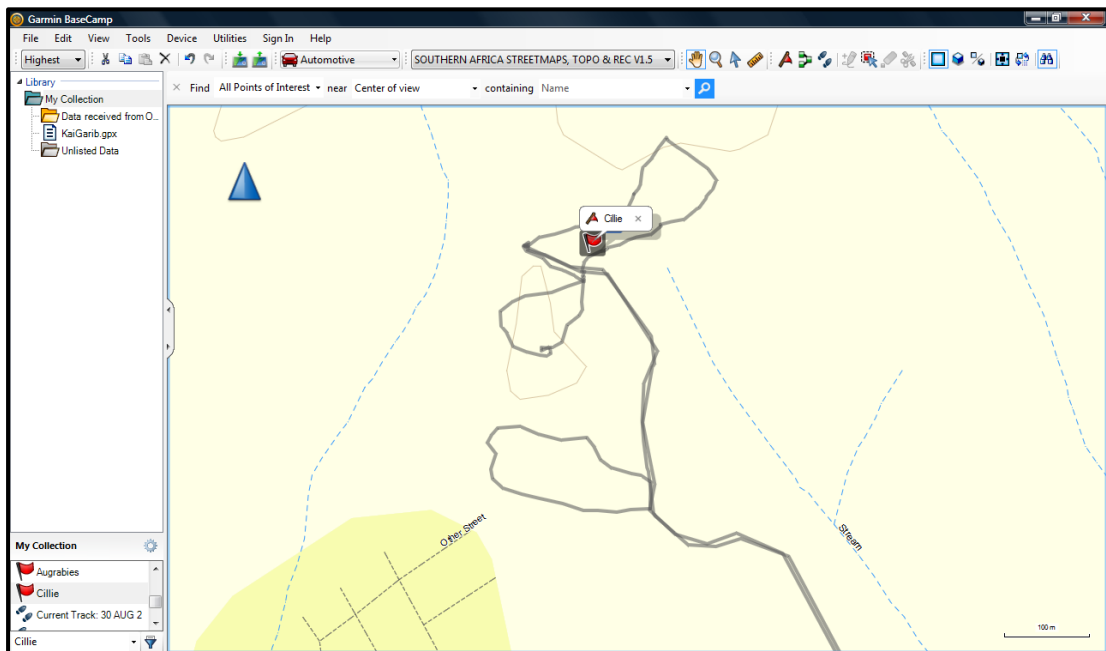 Garmin BaseCamp
File Edit View Tools Device Utilities Sign In Help
Highest Automotive SOUTHERN AFRICA STREETMAPS, TOPO & REC V1.5
Library
My Collection
Data received from O...
KaiGarib.gpx
Unlisted Data
Find All Points of Interest near Center of view containing Name
Cillie
Other Street
Stream
100 m
My Collection
Augrabies
Cillie
Current Track: 30 AUG 2
Cillie